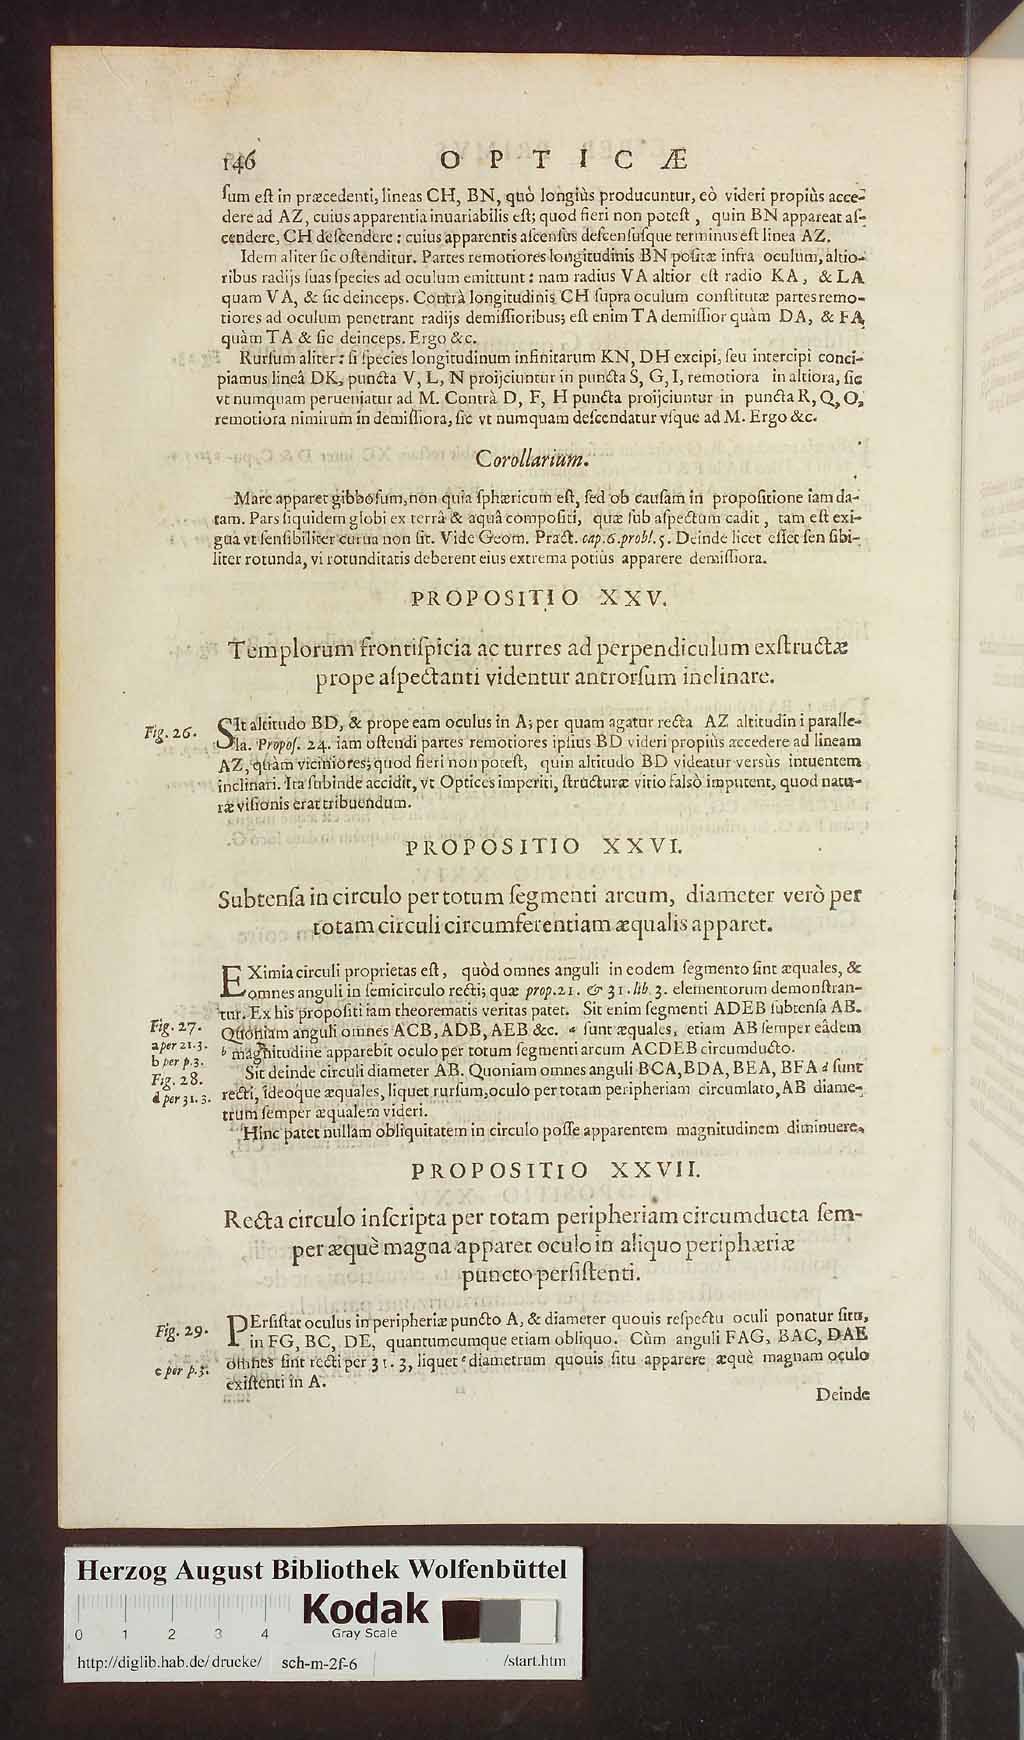 146 OPTICÆ
ſum eſt in præcedenti, lineas CH, BN, quò longiùs producuntur, eò videri propiùs acce-
dere ad AZ, cuius apparentia inuariabilis eſt; quod fieri non poteſt, quin BN appareat aſ-
cendere, CH deſcendere: cuius apparentis aſcenſus deſcenſuſque terminus eſt linea AZ.
Idem aliter ſic oſtenditur. Partes remotiores longitudinis BN poſitæ infra oculum, altio-
ribus radijs ſuas ſpecies ad oculum emittunt: nam radius VA altior eſt radio KA, & LA
quam VA, & ſic deinceps. Contrà longitudinis CH ſupra oculum conſtitutæ partes remo-
tiores ad oculum penetrant radijs demiſſioribus; eſt enim TA demiſſior quàm DA, & FA,
quàm TA & ſic deinceps. Ergo &c.
Rurſum aliter: ſi ſpecies longitudinum infinitarum KN, DH excipi, ſeu intercipi conci-
piamus lineâ DK, puncta V, L, N proijciuntur in puncta S, G, I, remotiora in altiora, ſic
vt numquam perueniatur ad M. Contrà D, F, H puncta proijciuntur in puncta R, Q, O,
remotiora nimirum in demiſſiora, ſic vt numquam deſcendatur vſque ad M. Ergo &c.
Corollarium.
Mare apparet gibboſum, non quia ſphæricum eſt, ſed ob cauſam in propoſitione iam da-
tam. Pars ſiquidem globi ex terrâ & aquâ compoſiti, quæ ſub aſpectum cadit, tam eſt exi-
gua vt ſenſibiliter curua non ſit. Vide Geom. Pract. cap. 6. probl. 5. Deinde licet eſſet ſenſibi-
liter rotunda, vi rotunditatis deberent eius extrema potiùs apparere demiſſiora.
PROPOSITIO XXV.
Templorum frontiſpicia ac turres ad perpendiculum exſtructæ
prope aſpectanti videntur antrorſum inclinare.
Fig. 26. SIt altitudo BD, & prope eam oculus in A; per quam agatur recta AZ altitudini paralle-
la. Propoſ. 24. iam oſtendi partes remotiores ipſius BD videri propiùs accedere ad lineam
AZ, quàm viciniores; quod fieri non poteſt, quin altitudo BD videatur versùs intuentem
inclinari. Ita ſubinde accidit, vt Optices imperiti, ſtructuræ vitio falsò imputent, quod natu-
ræ viſionis erat tribuendum.
PROPOSITIO XXVI.
Subtenſa in circulo per totum ſegmenti arcum, diameter verò per
totam circuli circumferentiam æqualis apparet.
EXimia circuli proprietas eſt, quòd omnes anguli in eodem ſegmento ſint æquales, &
omnes anguli in ſemicirculo recti; quæ prop. 21. & 31. lib. 3. elementorum demonſtran-
tur. Ex his propoſiti iam theorematis veritas patet. Sit enim ſegmenti ADEB ſubtenſa AB.
Fig. 27. Quoniam anguli omnes ACB, ADB, AEB &c. a ſunt æquales, etiam AB ſemper eâdem
a per 21. 3. b magnitudine apparebit oculo per totum ſegmenti arcum ACDEB circumducto.
b per p. 3.
Fig. 28. Sit deinde circuli diameter AB. Quoniam omnes anguli BCA, BDA, BEA, BFA d ſunt
d per 31. 3. recti, ideoque æquales, liquet rurſum, oculo per totam peripheriam circumlato, AB diame-
trum ſemper æqualem videri.
Hinc patet nullam obliquitatem in circulo poſſe apparentem magnitudinem diminuere.
PROPOSITIO XXVII.
Recta circulo inſcripta per totam peripheriam circumducta ſem-
per æquè magna apparet oculo in aliquo periphæriæ
puncto perſiſtenti.
Fig. 29. PErſiſtat oculus in peripheriæ puncto A, & diameter quouis reſpectu oculi ponatur ſitu,
in FG, BC, DE, quantumcumque etiam obliquo. Cùm anguli FAG, BAC, DAE
c per p. 3. omnes ſint recti per 31. 3, liquet c diametrum quouis ſitu apparere æquè magnam oculo
exiſtenti in A.
Deinde
Herzog August Bibliothek Wolfenbüttel
Kodak
0 1 2 3 4 Gray Scale
http://diglib.hab.de/drucke/ sch-m-2f-6 /start.htm